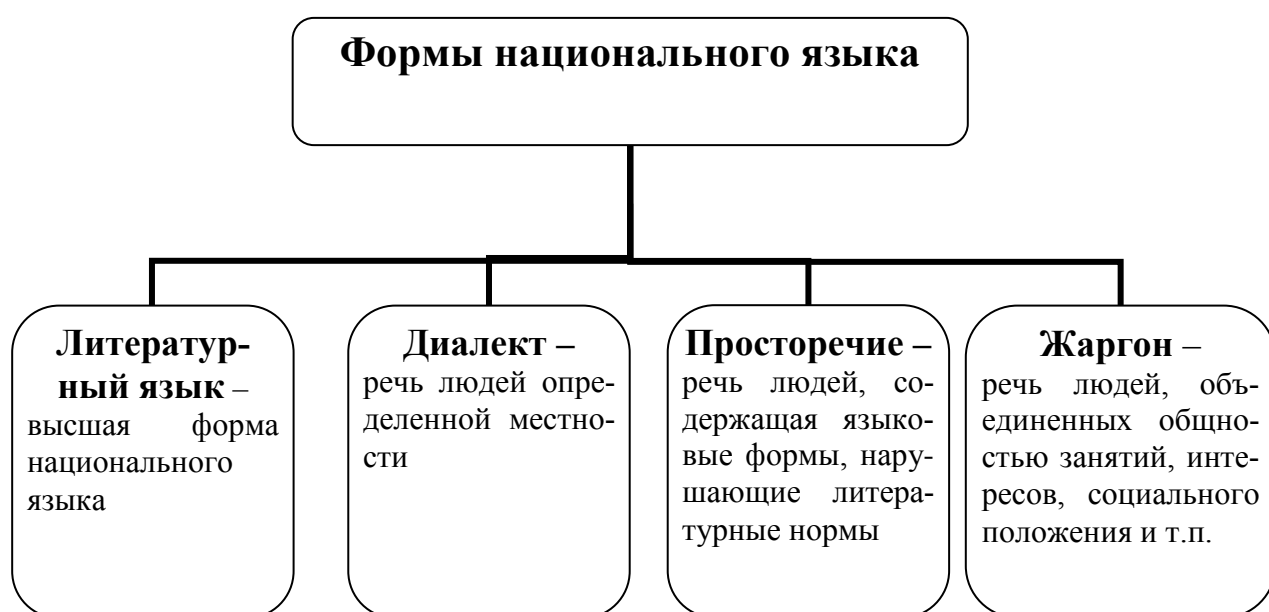 Формы национального языка
Литератур-
ный язык –
высшая форма
национального
языка
Диалект –
речь людей опре-
деленной местно-
сти
Просторечие –
речь людей, со-
держащая языко-
вые формы, нару-
шающие литера-
турные нормы
Жаргон –
речь людей, объ-
единенных общно-
стью занятий, инте-
ресов, социального
положения и т.п.